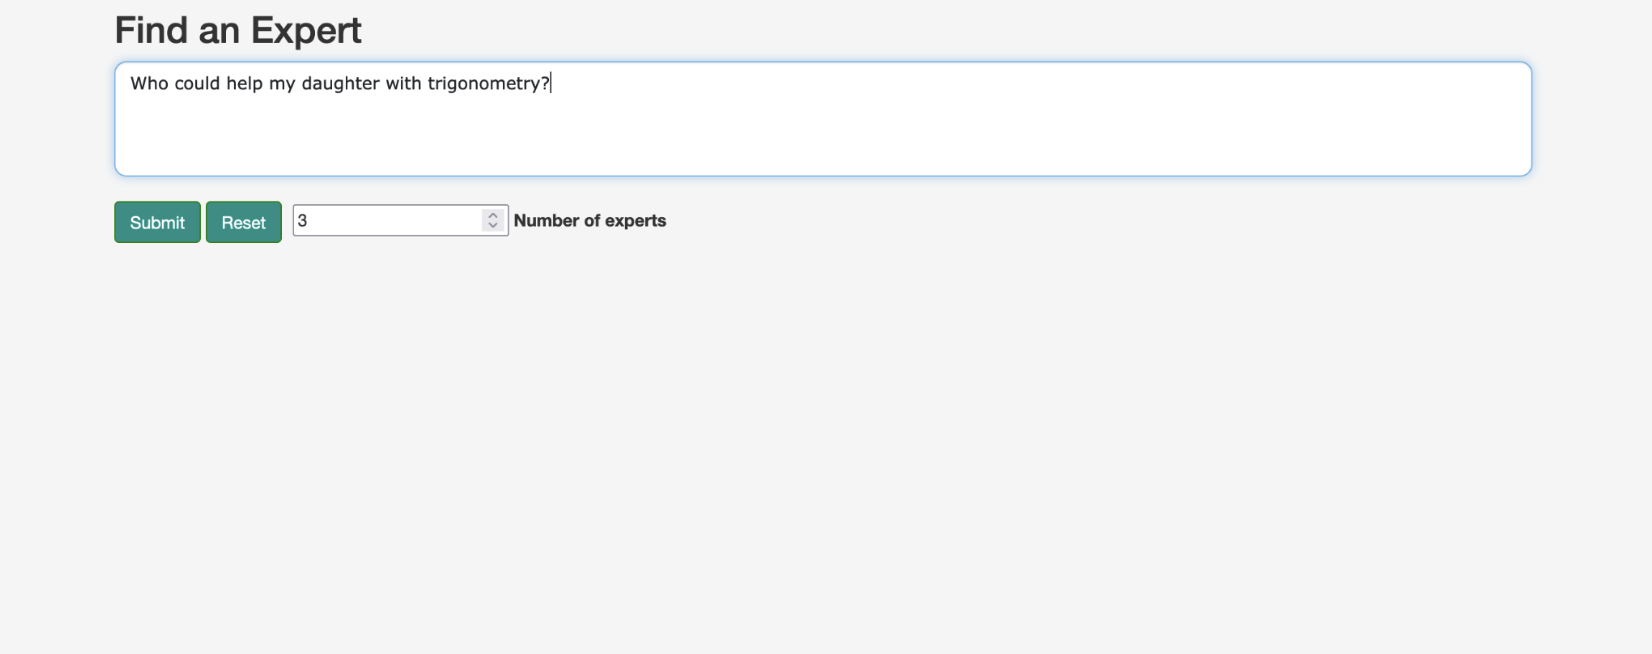 Find an Expert
Who could help my daughter with trigonometry?
Submit Reset 3 Number of experts